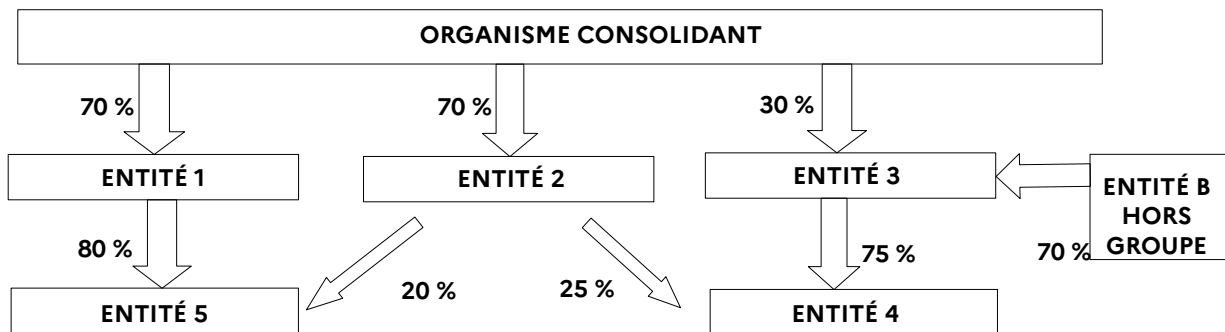 ORGANISME CONSOLIDANT
70 %
70 %
30 %
ENTITÉ 1
ENTITÉ 2
ENTITÉ 3
ENTITÉ B
HORS
GROUPE
70 %
80 %
20 %
25 %
75 %
ENTITÉ 5
ENTITÉ 4